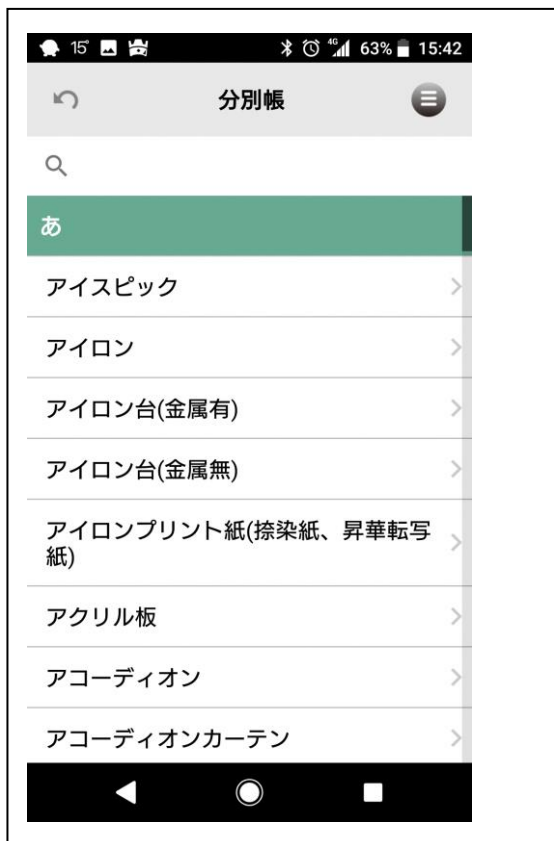 15° 4G 63% 15:42
分別帳
あ
アイスピック
アイロン
アイロン台(金属有)
アイロン台(金属無)
アイロンプリント紙(捺染紙、昇華転写
紙)
アクリル板
アコーディオン
アコーディオンカーテン